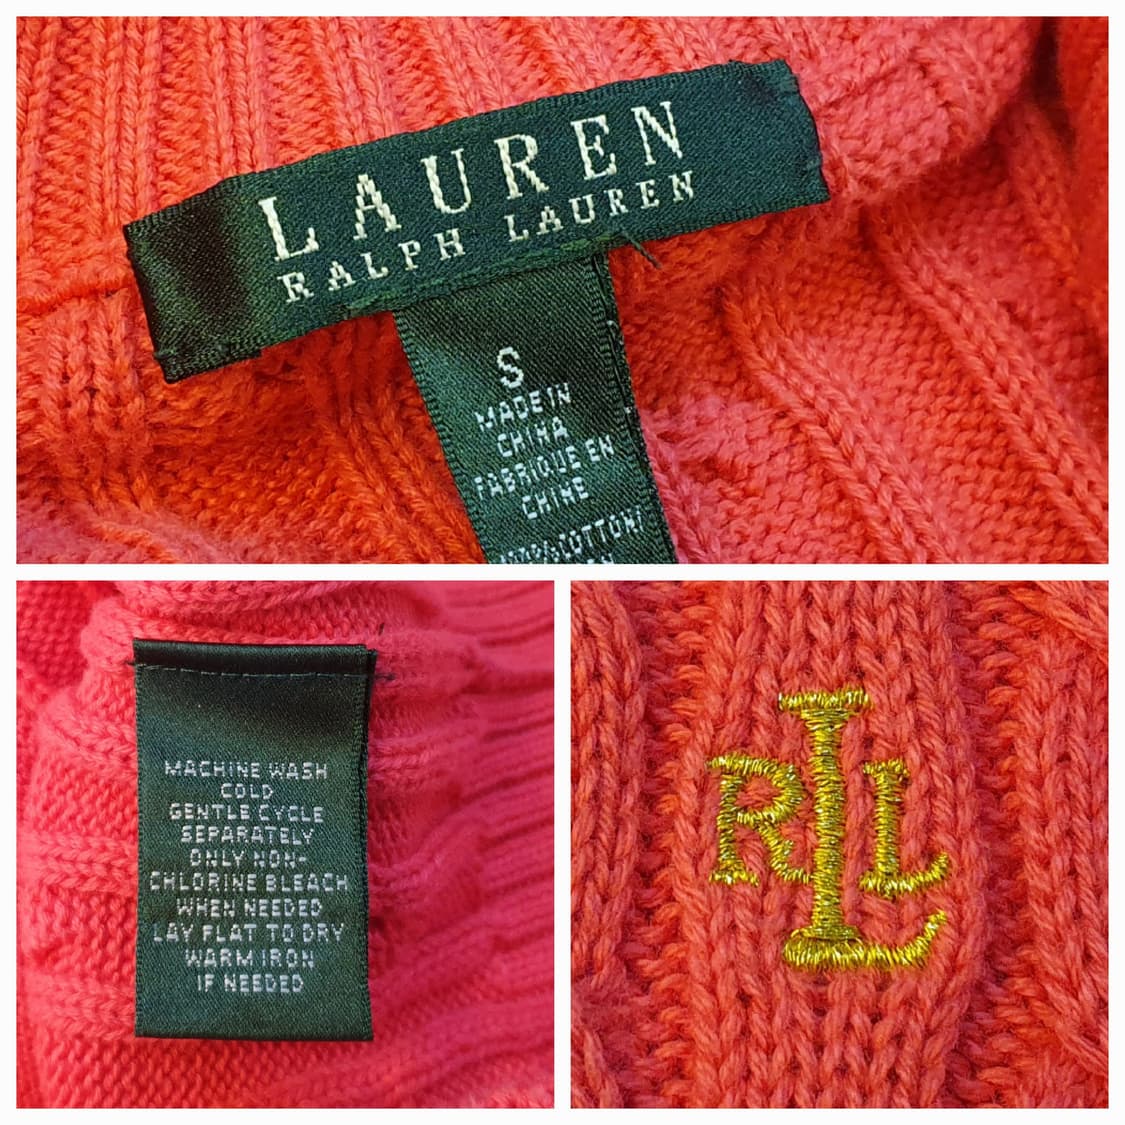 LAUREN
RALPH LAUREN
S
MADE IN
CHINA
FABRIQUE EN
CHINE
COTTON/
MACHINE WASH
COLD
GENTLE CYCLE
SEPARATELY
ONLY NON-
CHLORINE BLEACH
WHEN NEEDED
LAY FLAT TO DRY
WARM IRON
IF NEEDED
RLL